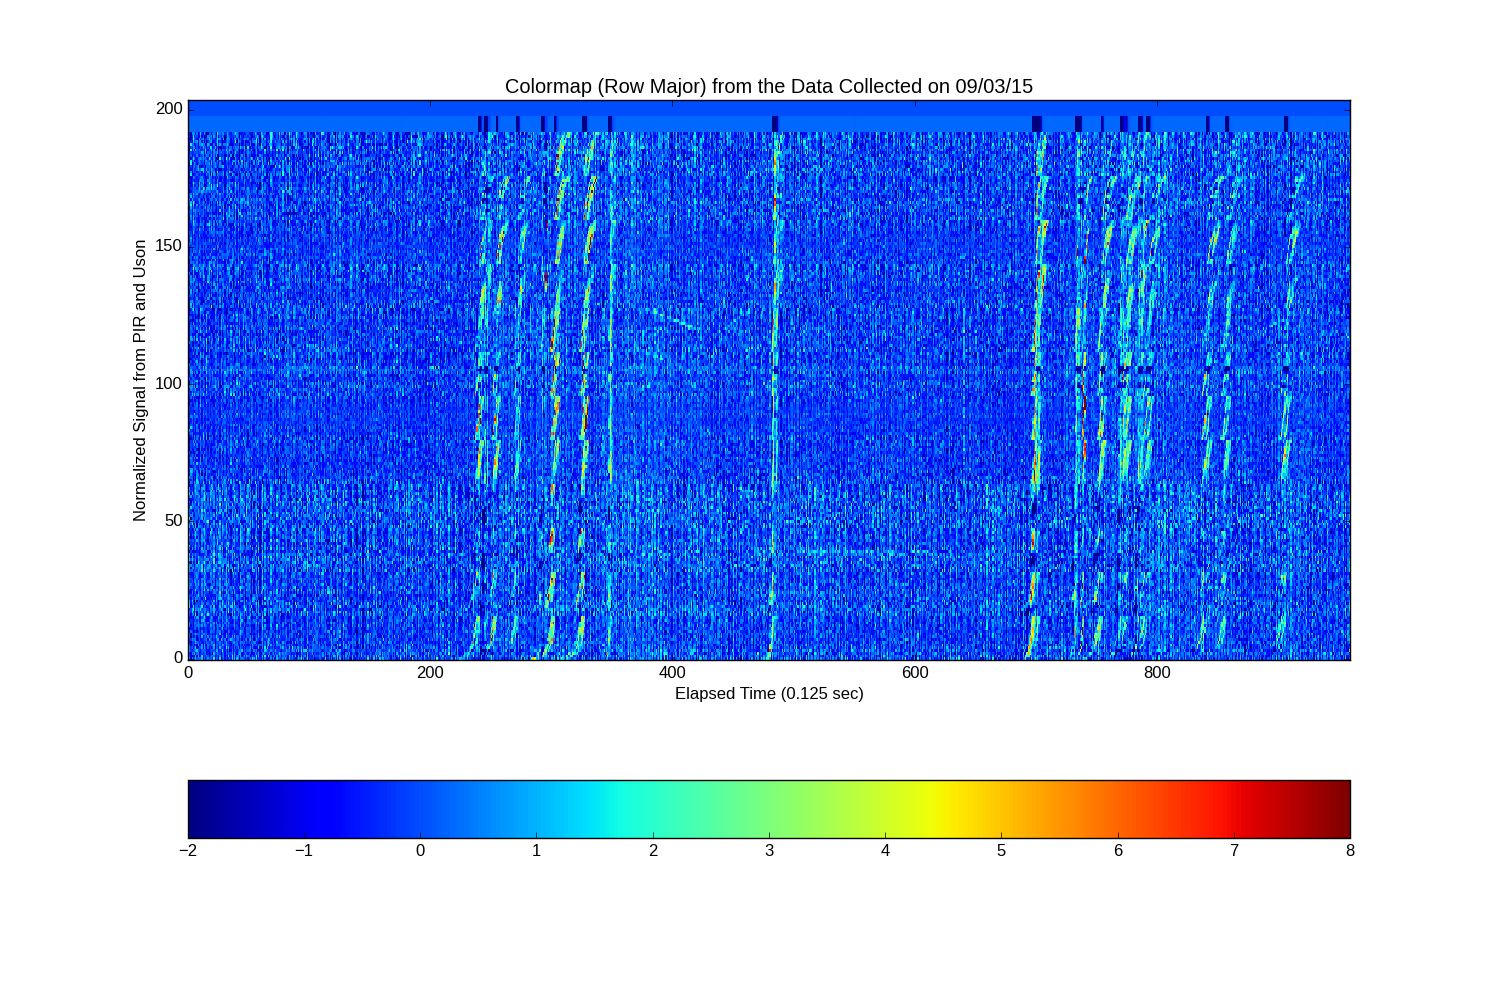 Colormap (Row Major) from the Data Collected on 09/03/15
Normalized Signal from PIR and Uson
200
150
100
50
0
0 200 400 600 800
Elapsed Time (0.125 sec)
−2 −1 0 1 2 3 4 5 6 7 8